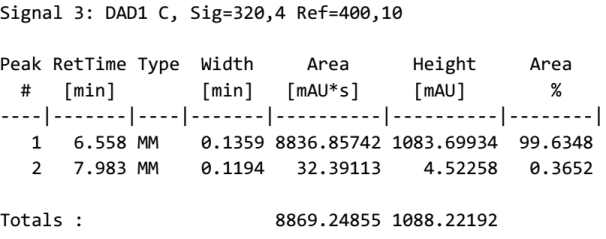 Signal 3: DAD1 C, Sig=320,4 Ref=400,10
Peak RetTime Type  Width     Area      Height     Area
  #   [min]        [min]   [mAU*s]     [mAU]        %
----|-------|----|-------|----------|----------|--------|
   1   6.558 MM    0.1359 8836.85742 1083.69934  99.6348
   2   7.983 MM    0.1194   32.39113    4.52258   0.3652
Totals :                  8869.24855 1088.22192